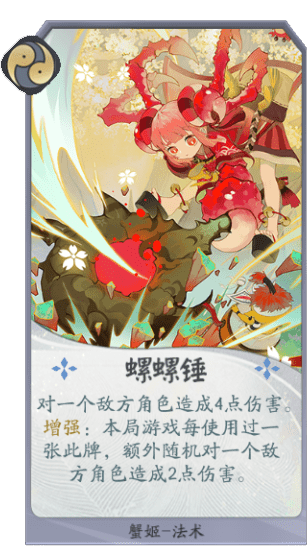 螺螺锤
对一个敌方角色造成4点伤害。
增强：本局游戏每使用过一
张此牌，额外随机对一个敌
方角色造成2点伤害。
蟹姬-法术